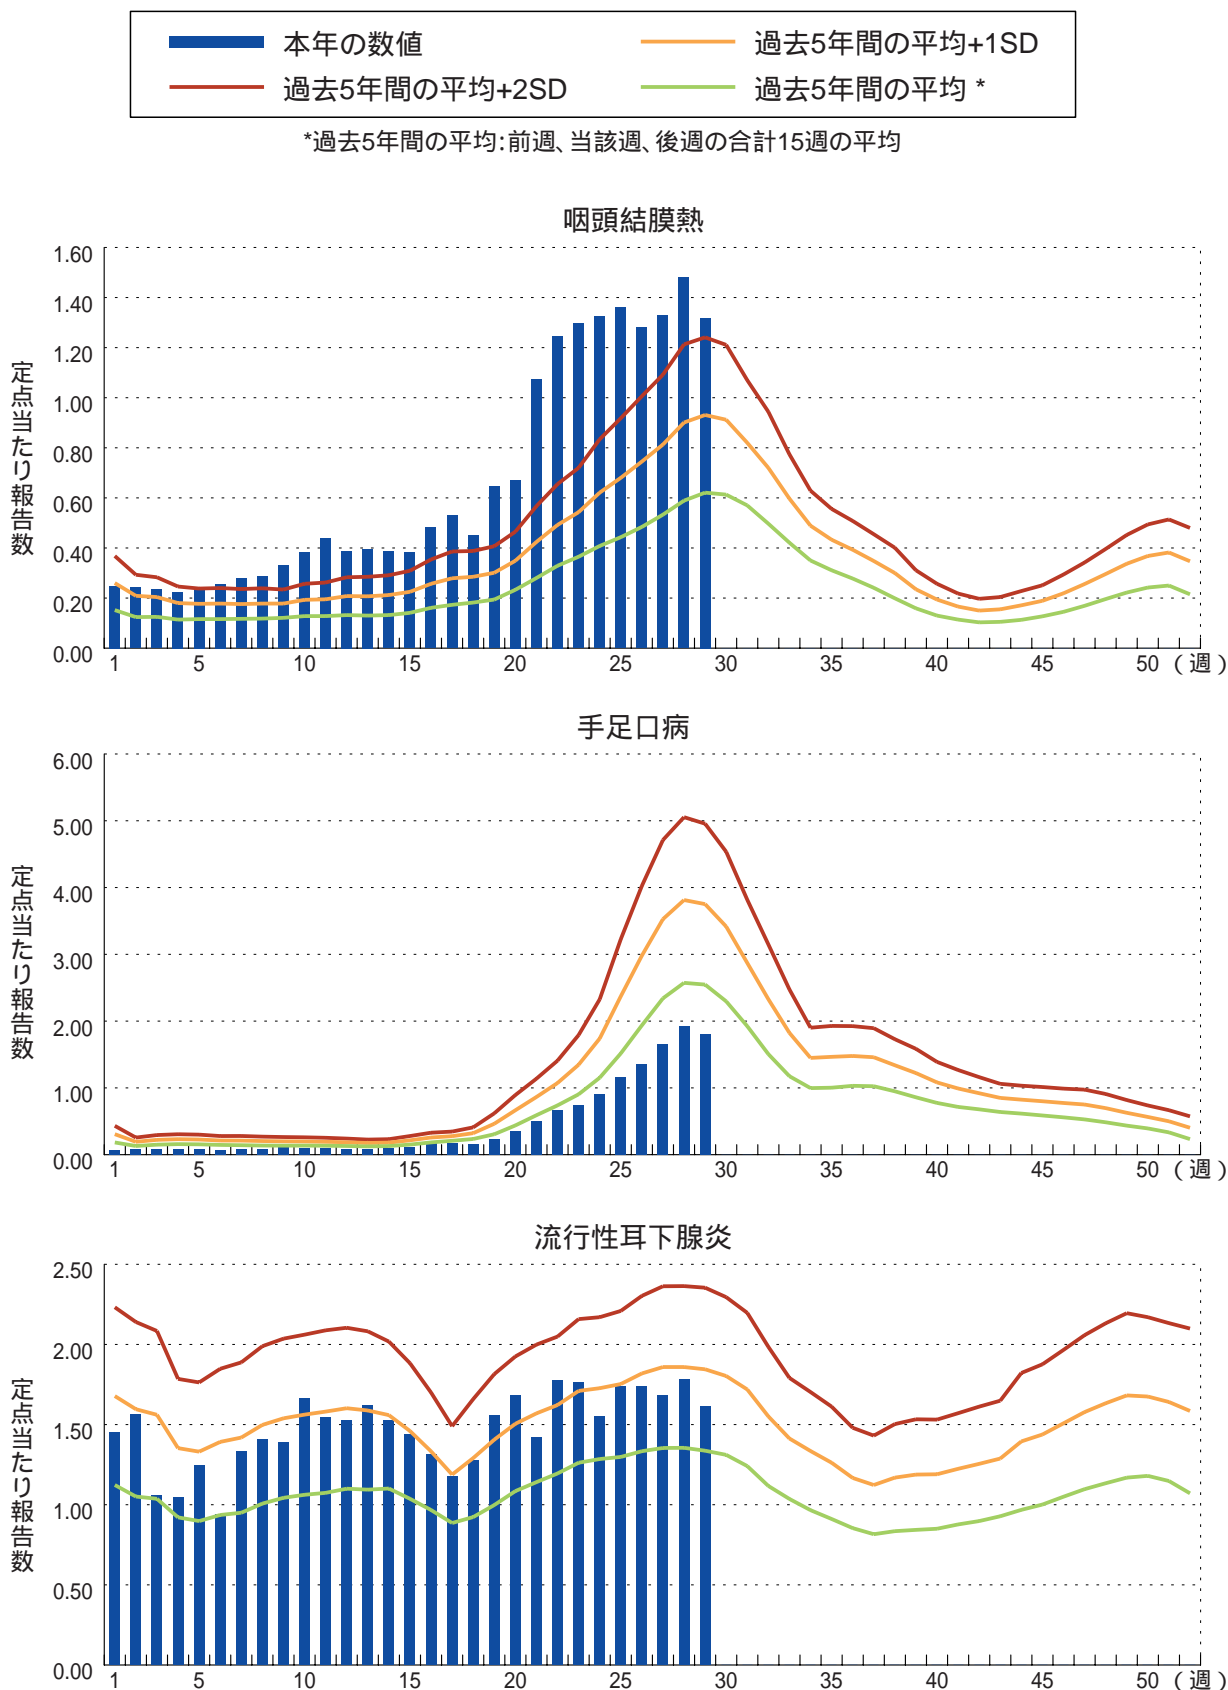 本年の数値
過去5年間の平均+1SD
過去5年間の平均+2SD
過去5年間の平均 *
*過去5年間の平均:前週、当該週、後週の合計15週の平均
咽頭結膜熱
定点当たり報告数
1.60
1.40
1.20
1.00
0.80
0.60
0.40
0.20
0.00
1 5 10 15 20 25 30 35 40 45 50 (週)
手足口病
定点当たり報告数
6.00
5.00
4.00
3.00
2.00
1.00
0.00
1 5 10 15 20 25 30 35 40 45 50 (週)
流行性耳下腺炎
定点当たり報告数
2.50
2.00
1.50
1.00
0.50
0.00
1 5 10 15 20 25 30 35 40 45 50 (週)